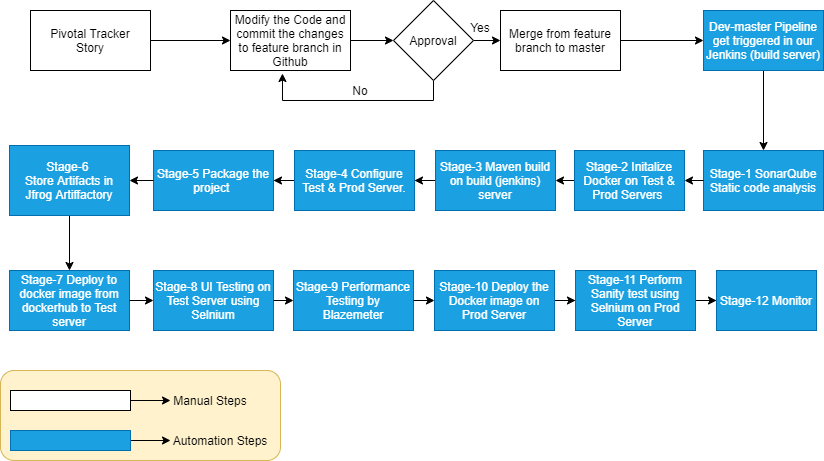 Pivotal Tracker
Story
Modify the Code and
commit the changes
to feature branch in
Github
Approval
Yes
No
Merge from feature
branch to master
Dev-master Pipeline
get triggered in our
Jenkins (build server)
Stage-1 SonarQube
Static code analysis
Stage-2 Initalize
Docker on Test &
Prod Servers
Stage-3 Maven build
on build (jenkins)
server
Stage-4 Configure
Test & Prod Server.
Stage-5 Package the
project
Stage-6
Store Artifacts in
Jfrog Artiffactory
Stage-7 Deploy to
docker image from
dockerhub to Test
server
Stage-8 UI Testing on
Test Server using
Selnium
Stage-9 Performance
Testing by
Blazemeter
Stage-10 Deploy the
Docker image on
Prod Server
Stage-11 Perform
Sanity test using
Selnium on Prod
Server
Stage-12 Monitor
Manual Steps
Automation Steps